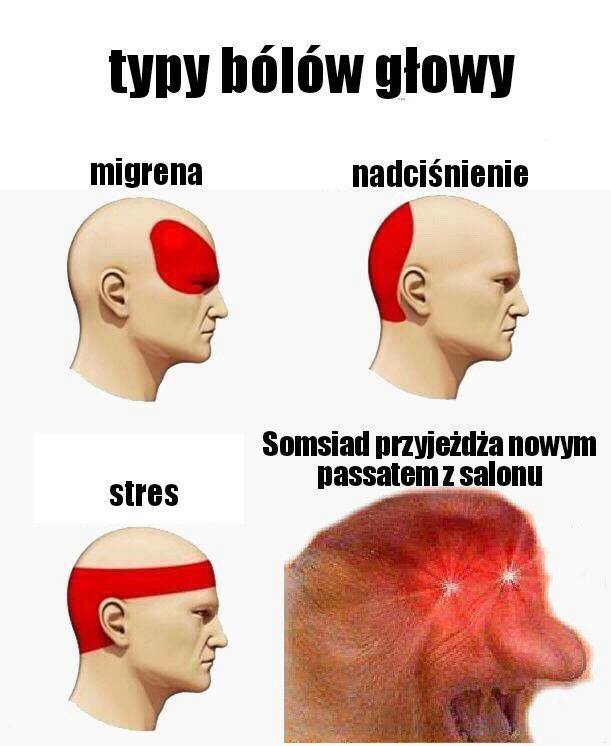 typy bólów głowy
migrena
nadciśnienie
stres
Somsiad przyjeżdża nowym
passatem z salonu